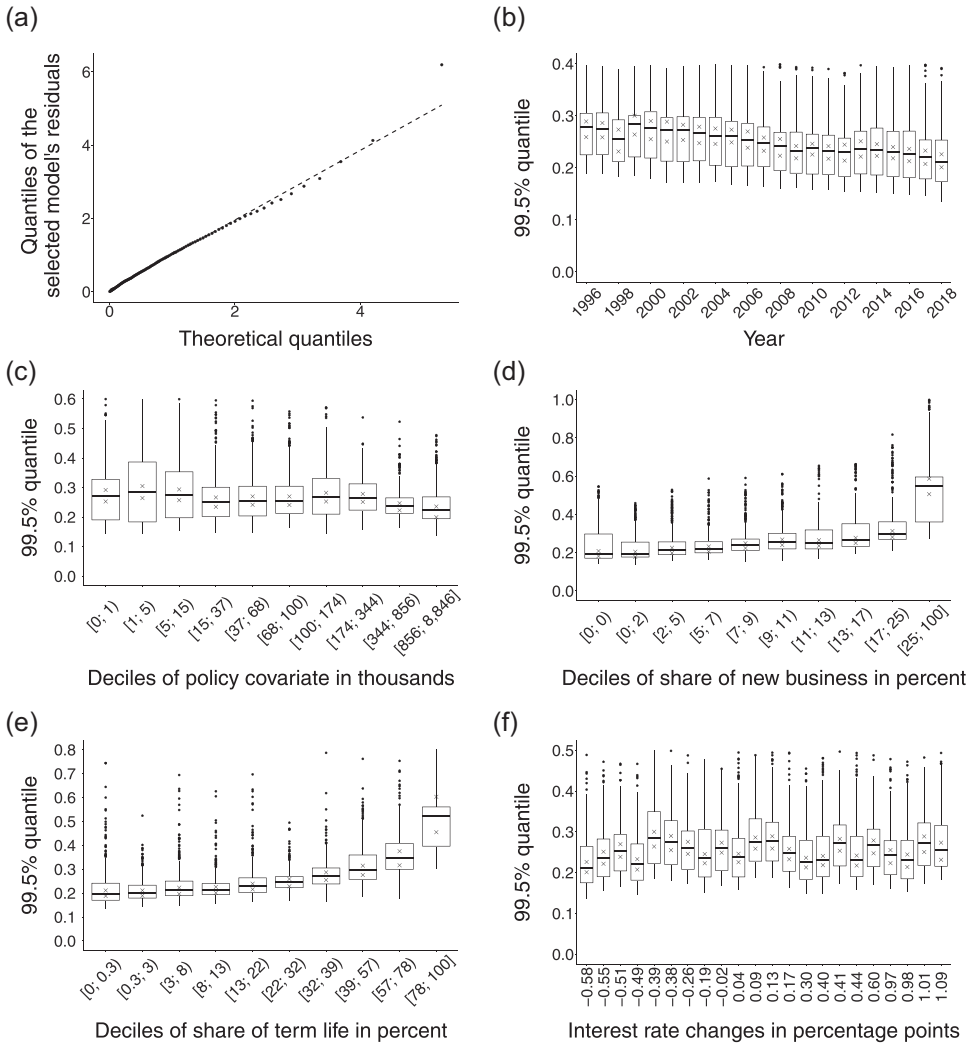 (a)
Quantiles of the
selected model's residuals
6
4
2
0
0 2 4
Theoretical quantiles
(b)
99.5% quantile
0.4
0.3
0.2
0.1
0.0
1996 1998 2000 2002 2004 2006 2008 2010 2012 2014 2016 2018
Year
(c)
99.5% quantile
0.6
0.5
0.4
0.3
0.2
0.1
0.0
[0; 1) [1; 5) [5; 15) [15; 37) [37; 68) [68; 100) [100; 174) [174; 344) [344; 856) [856; 8,846]
Deciles of policy covariate in thousands
(d)
99.5% quantile
1.0
0.8
0.6
0.4
0.2
0.0
[0; 0) [0; 2) [2; 5) [5; 7) [7; 9) [9; 11) [11; 13) [13; 17) [17; 25) [25; 100]
Deciles of share of new business in percent
(e)
99.5% quantile
0.8
0.7
0.6
0.5
0.4
0.3
0.2
0.1
0.0
[0; 0.3) [0.3; 3) [3; 8) [8; 13) [13; 22) [22; 32) [32; 39) [39; 57) [57; 78) [78; 100]
Deciles of share of term life in percent
(f)
99.5% quantile
0.5
0.4
0.3
0.2
0.1
0.0
−0.58 −0.55 −0.51 −0.49 −0.39 −0.38 −0.26 −0.19 −0.02 0.04 0.09 0.13 0.17 0.30 0.40 0.41 0.44 0.60 0.97 0.98 1.01 1.09
Interest rate changes in percentage points